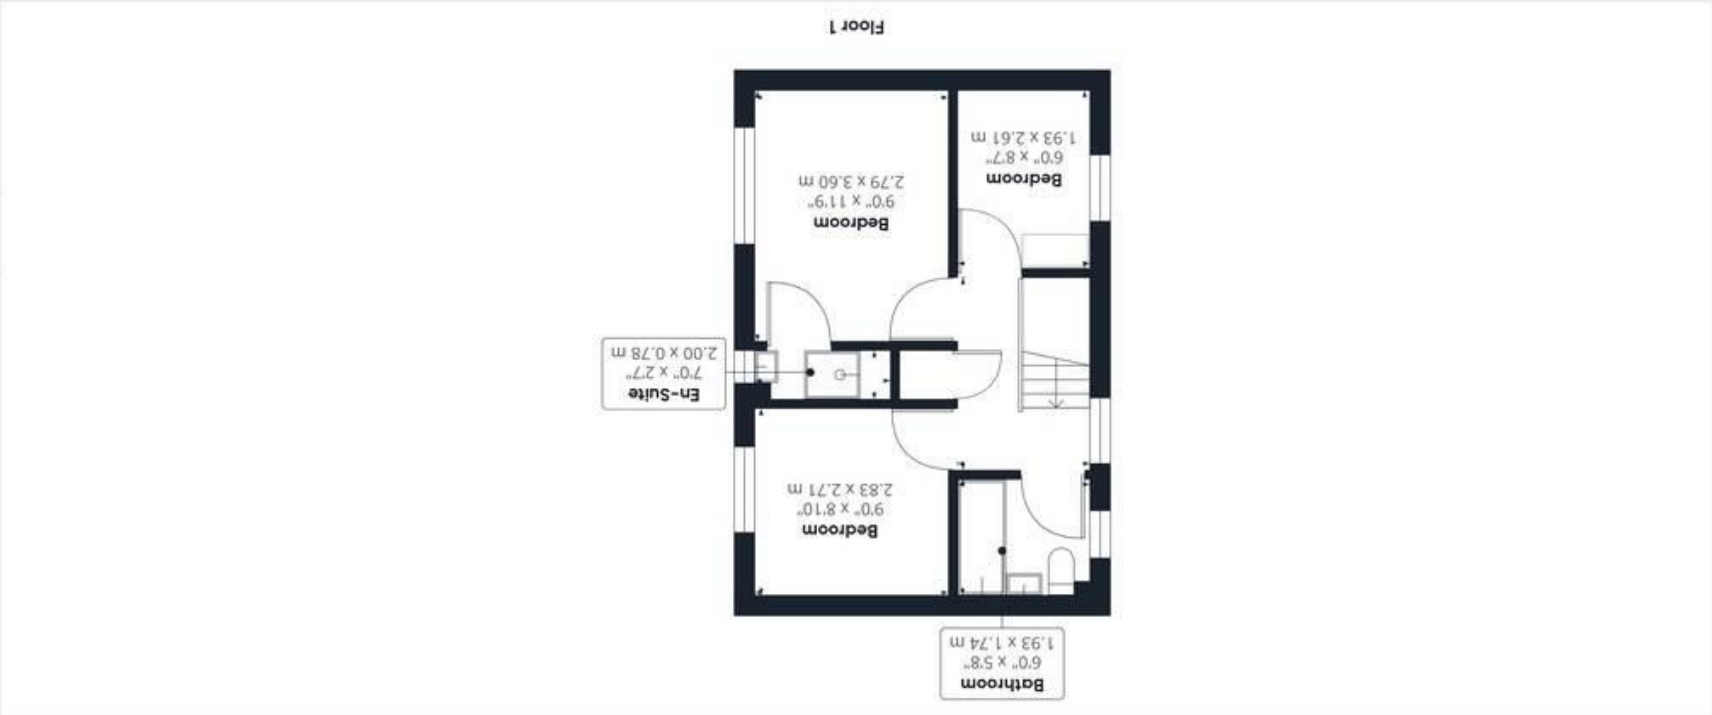 Bathroom
6'0" x 5'8"
1.93 x 1.74 m
Bedroom
9'0" x 8'10"
2.83 x 2.71 m
En-Suite
7'0" x 2'7"
2.00 x 0.78 m
Bedroom
9'0" x 11'9"
2.79 x 3.60 m
Bedroom
6'0" x 8'7"
1.93 x 2.61 m
Floor 1